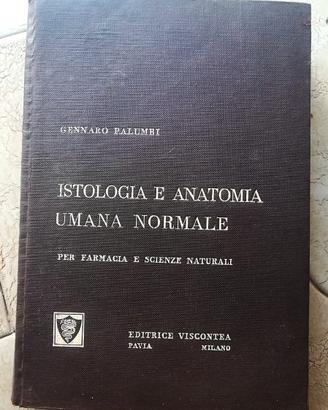 GENNARO PALUMBI
ISTOLOGIA E ANATOMIA
UMANA NORMALE
PER FARMACIA E SCIENZE NATURALI
EDITRICE VISCONTEA
PAVIA MILANO